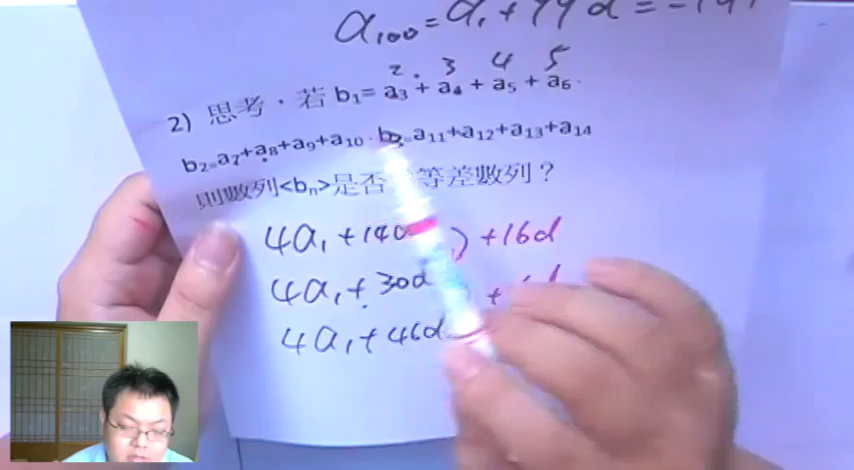 a₁₀₀ = a₁ + 99d = -197
2. 3 4 5
2) 思考，若 b₁= a₃ + a₄ + a₅ + a₆.
b₂=a₇+a₈+a₉+a₁₀. b₃=a₁₁+a₁₂+a₁₃+a₁₄
則數列<bₙ>是否 等差數列？
4a₁ +14d +16d
4a₁+ 30d +
4a₁+ 46d